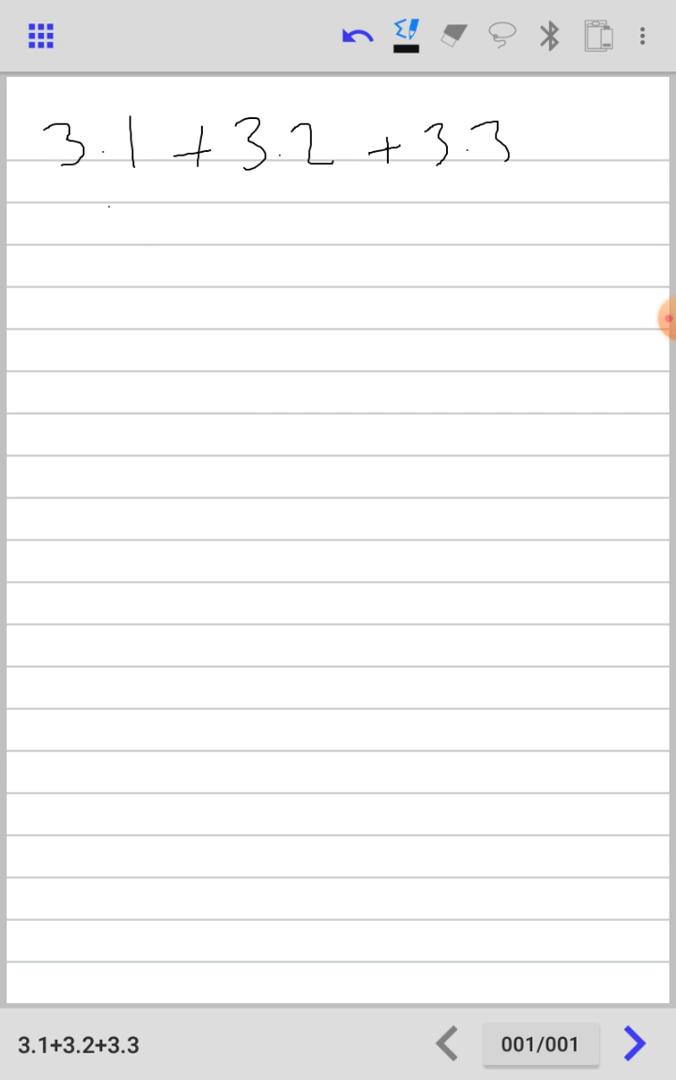 3.1 + 3.2 + 3.3
3.1+3.2+3.3
001/001